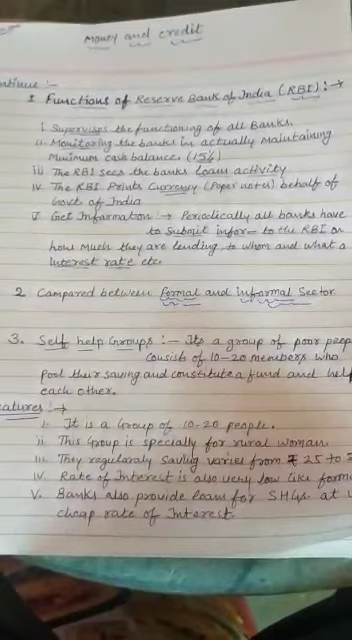 Money and credit
ontinue :-
1 Functions of Reserve Bank of India (RBI) :→
i Supervises the functioning of all Banks.
ii. Monitoring the banks in actually maintaining
Minimum cash balance. (15%)
iii The RBI sees the banks loans activity
iv. The RBI Prints Currency (Paper notes) behalf of
Govt. of India
v Get Information :→ Periodically all banks have
to submit infor- to the RBI on
how much they are lending, to whom and what a
interest rate etc.
2 Compared between formal and informal Sector
3. Self help Groups :- Its a group of poor peop
Consist of 10-20 members who
pool their saving and constitute a fund and help
each other.
eatures :→
i. It is a Group of 10-20 people.
ii This Group is specially for rural woman.
iii. They regularaly Saving varies from ₹ 25 to
iv. Rate of Interest is also very low like form
v. Banks also provide loan for SHGs. at
cheap rate of Interest